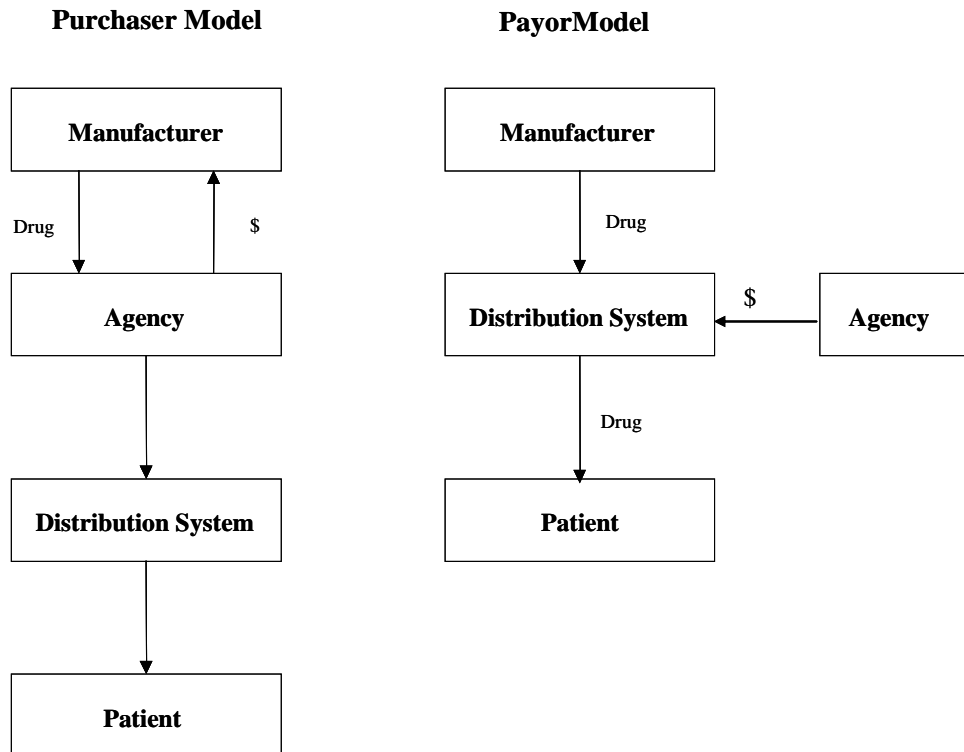 Purchaser Model
Manufacturer
Drug
$
Agency
Distribution System
Patient
PayorModel
Manufacturer
Drug
Distribution System
$
Agency
Drug
Patient